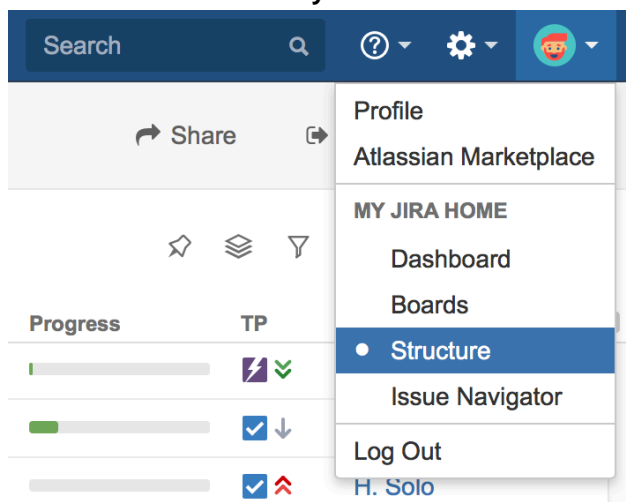 Search
Share
Profile
Atlassian Marketplace
MY JIRA HOME
Dashboard
Boards
Structure
Issue Navigator
Log Out
Progress
TP
H. Solo